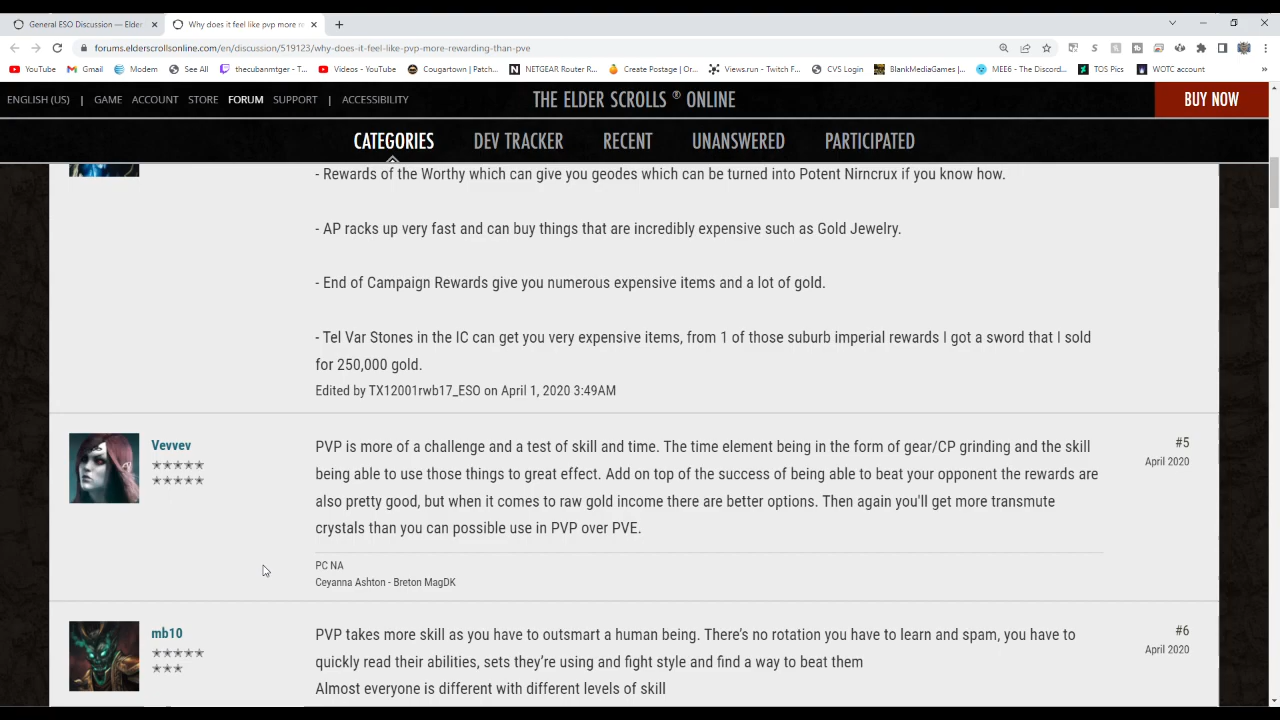 General ESO Discussion — Elder
Why does it feel like pvp more re
forums.elderscrollsonline.com/en/discussion/519123/why-does-it-feel-like-pvp-more-rewarding-than-pve
YouTube Gmail Modem See All thecubanmtger - T... Videos - YouTube Cougartown | Patch... NETGEAR Router R... Create Postage | Or... Views.run - Twitch F... CVS Login BlankMediaGames |... MEE6 - The Discord... TOS Pics WOTC account »
ENGLISH (US) | GAME ACCOUNT STORE FORUM SUPPORT | ACCESSIBILITY THE ELDER SCROLLS ® ONLINE BUY NOW
CATEGORIES DEV TRACKER RECENT UNANSWERED PARTICIPATED
- Rewards of the Worthy which can give you geodes which can be turned into Potent Nirncrux if you know how.
- AP racks up very fast and can buy things that are incredibly expensive such as Gold Jewelry.
- End of Campaign Rewards give you numerous expensive items and a lot of gold.
- Tel Var Stones in the IC can get you very expensive items, from 1 of those suburb imperial rewards I got a sword that I sold
for 250,000 gold.
Edited by TX12001rwb17_ESO on April 1, 2020 3:49AM
Vevvev
#5
April 2020
PVP is more of a challenge and a test of skill and time. The time element being in the form of gear/CP grinding and the skill
being able to use those things to great effect. Add on top of the success of being able to beat your opponent the rewards are
also pretty good, but when it comes to raw gold income there are better options. Then again you'll get more transmute
crystals than you can possible use in PVP over PVE.
PC NA
Ceyanna Ashton - Breton MagDK
mb10
#6
April 2020
PVP takes more skill as you have to outsmart a human being. There's no rotation you have to learn and spam, you have to
quickly read their abilities, sets they're using and fight style and find a way to beat them
Almost everyone is different with different levels of skill